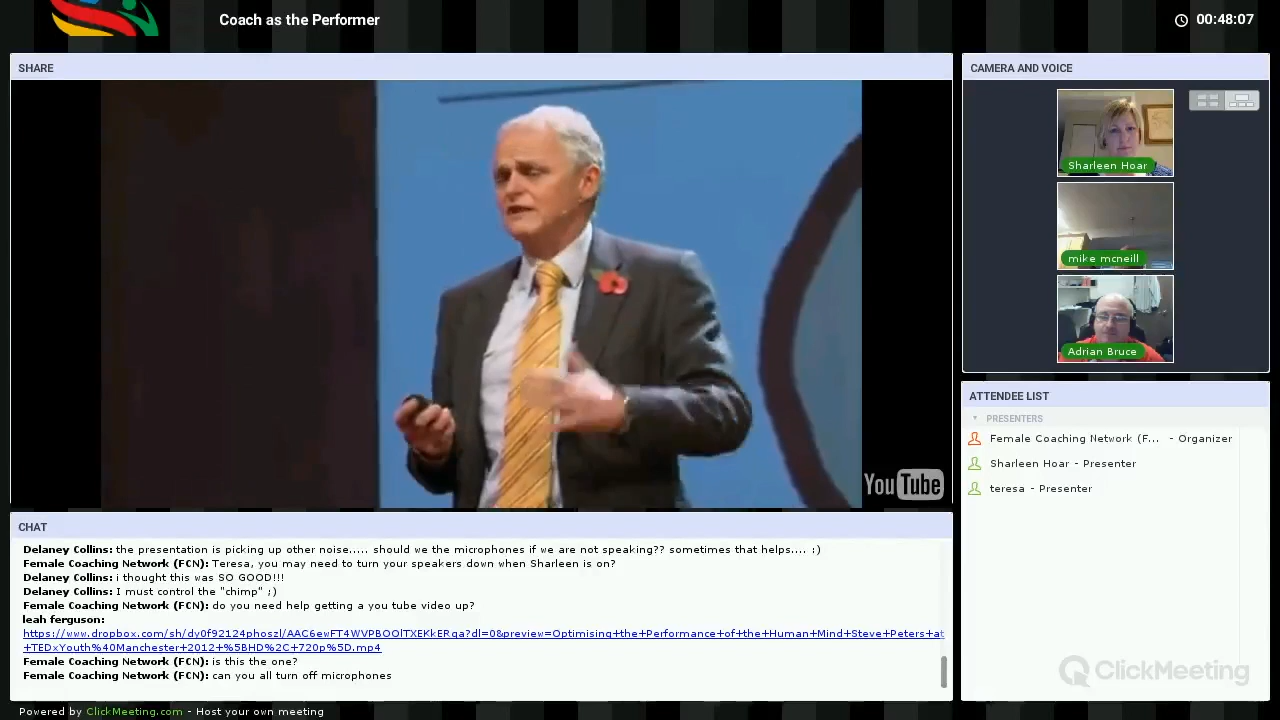 Coach as the Performer
00:48:07
SHARE
YouTube
CAMERA AND VOICE
Sharleen Hoar
mike mcneill
Adrian Bruce
ATTENDEE LIST
PRESENTERS
Female Coaching Network (F... - Organizer
Sharleen Hoar - Presenter
teresa - Presenter
ClickMeeting
CHAT
Delaney Collins: the presentation is picking up other noise..... should we the microphones if we are not speaking?? sometimes that helps.... :)
Female Coaching Network (FCN): Teresa, you may need to turn your speakers down when Sharleen is on?
Delaney Collins: i thought this was SO GOOD!!!
Delaney Collins: I must control the "chimp" ;)
Female Coaching Network (FCN): do you need help getting a you tube video up?
leah ferguson:
https://www.dropbox.com/sh/dy0f92124phoszl/AAC6ewFT4WVPBOOlTXEKkERqa?dl=0&preview=Optimising+the+Performance+of+the+Human+Mind+Steve+Peters+at
+TEDxYouth%40Manchester+2012+%5BHD%2C+720p%5D.mp4
Female Coaching Network (FCN): is this the one?
Female Coaching Network (FCN): can you all turn off microphones
Powered by ClickMeeting.com - Host your own meeting